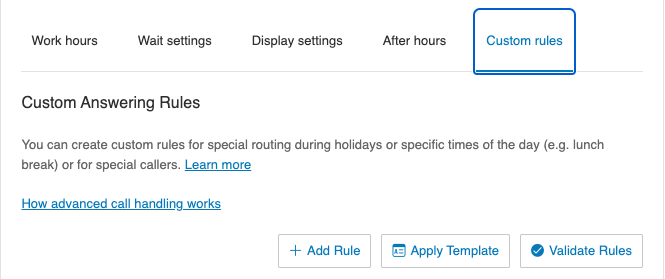 Work hours Wait settings Display settings After hours Custom rules
Custom Answering Rules
You can create custom rules for special routing during holidays or specific times of the day (e.g. lunch
break) or for special callers. Learn more
How advanced call handling works
Add Rule Apply Template Validate Rules